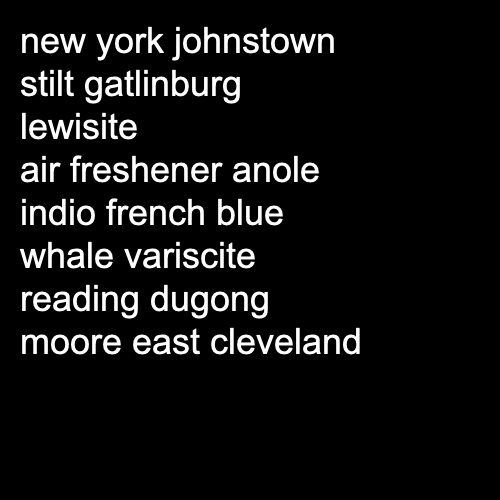 new york johnstown
stilt gatlinburg
lewisite
air freshener anole
indio french blue
whale variscite
reading dugong
moore east cleveland